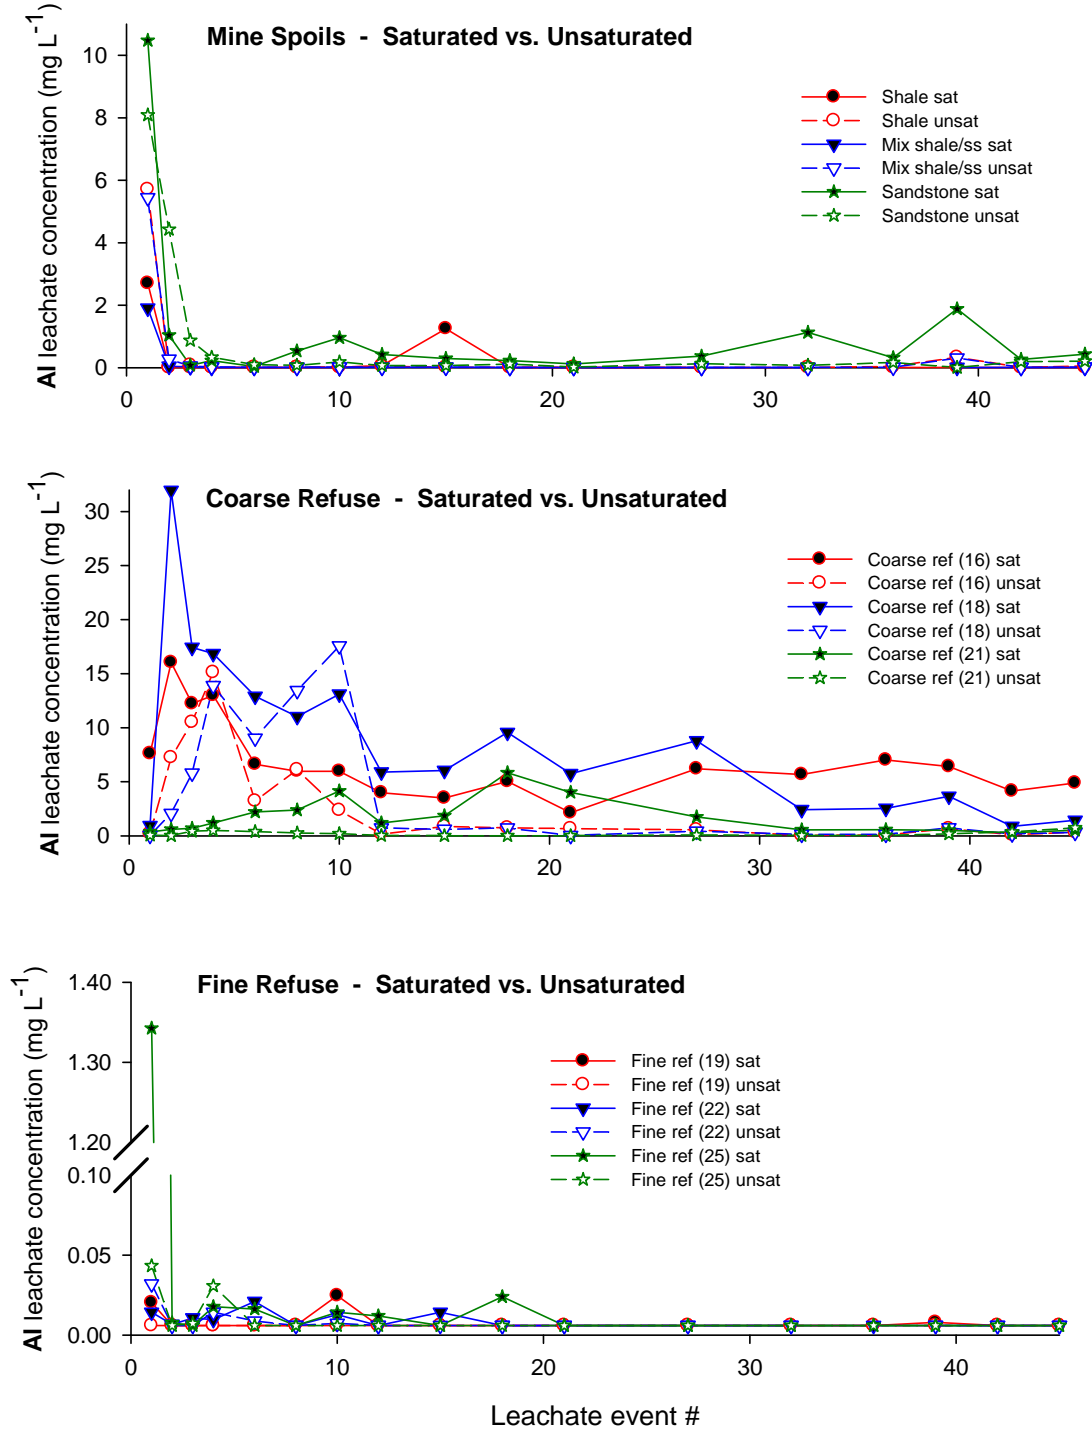 Al leachate concentration (mg L-1)
Mine Spoils - Saturated vs. Unsaturated
10
8
6
4
2
0
Shale sat
Shale unsat
Mix shale/ss sat
Mix shale/ss unsat
Sandstone sat
Sandstone unsat
0 10 20 30 40
Al leachate concentration (mg L-1)
Coarse Refuse - Saturated vs. Unsaturated
30
25
20
15
10
5
0
Coarse ref (16) sat
Coarse ref (16) unsat
Coarse ref (18) sat
Coarse ref (18) unsat
Coarse ref (21) sat
Coarse ref (21) unsat
0 10 20 30 40
Al leachate concentration (mg L-1)
Fine Refuse - Saturated vs. Unsaturated
1.40
1.30
1.20
0.10
0.05
0.00
Fine ref (19) sat
Fine ref (19) unsat
Fine ref (22) sat
Fine ref (22) unsat
Fine ref (25) sat
Fine ref (25) unsat
0 10 20 30 40
Leachate event #